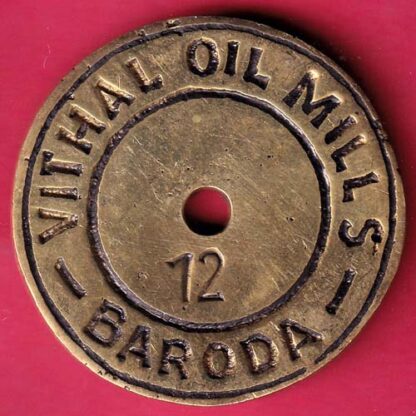 VITHAL OIL MILLS
12
– BARODA –